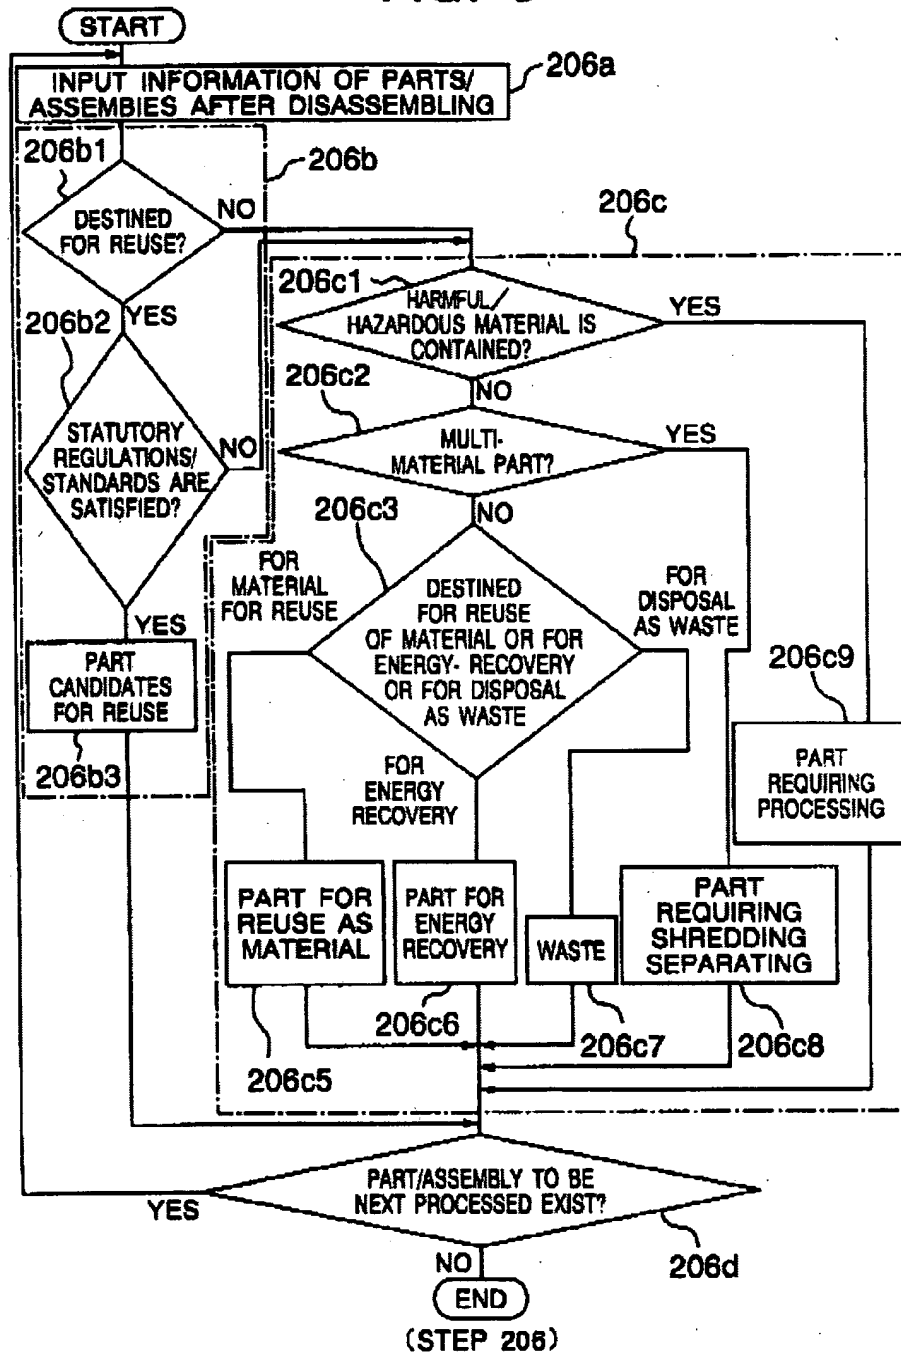 START
INPUT INFORMATION OF PARTS/
ASSEMBIES AFTER DISASSEMBLING
206a
206b1
206b
DESTINED
FOR REUSE?
NO
206c
206c1
HARMFUL/
HAZARDOUS MATERIAL IS
CONTAINED?
YES
YES
206b2
206c2
NO
STATUTORY
REGULATIONS/
STANDARDS ARE
SATISFIED?
NO
MULTI-
MATERIAL PART?
YES
206c3
NO
FOR
MATERIAL
FOR REUSE
DESTINED
FOR REUSE
OF MATERIAL OR FOR
ENERGY- RECOVERY
OR FOR DISPOSAL
AS WASTE
FOR
DISPOSAL
AS WASTE
YES
PART
CANDIDATES
FOR REUSE
206b3
206c9
PART
REQUIRING
PROCESSING
FOR
ENERGY
RECOVERY
PART FOR
REUSE AS
MATERIAL
PART FOR
ENERGY
RECOVERY
WASTE
PART
REQUIRING
SHREDDING
SEPARATING
206c5
206c6
206c7
206c8
PART/ASSEMBLY TO BE
NEXT PROCESSED EXIST?
YES
206d
NO
END
(STEP 206)